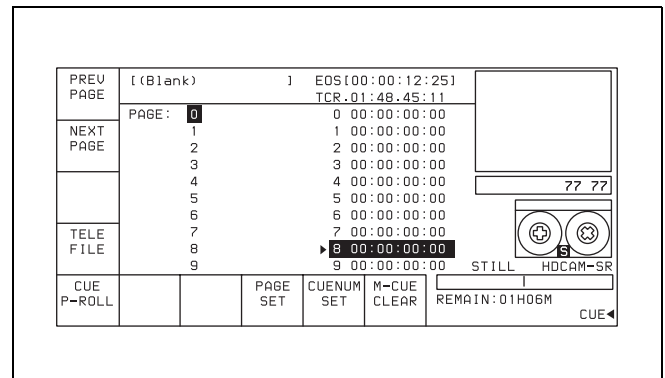 PREV
PAGE
[(Blank) ] EOS[00:00:12:25]
TCR.01:48.45:11
NEXT
PAGE
PAGE: 0
1
2
3
4
5
6
7
8
9
0 00:00:00:00
1 00:00:00:00
2 00:00:00:00
3 00:00:00:00
4 00:00:00:00
5 00:00:00:00
6 00:00:00:00
7 00:00:00:00
▶8 00:00:00:00
9 00:00:00:00
77 77
S
STILL HDCAM-SR
TELE
FILE
CUE
P-ROLL
PAGE
SET
CUENUM
SET
M-CUE
CLEAR
REMAIN:01H06M
CUE◀